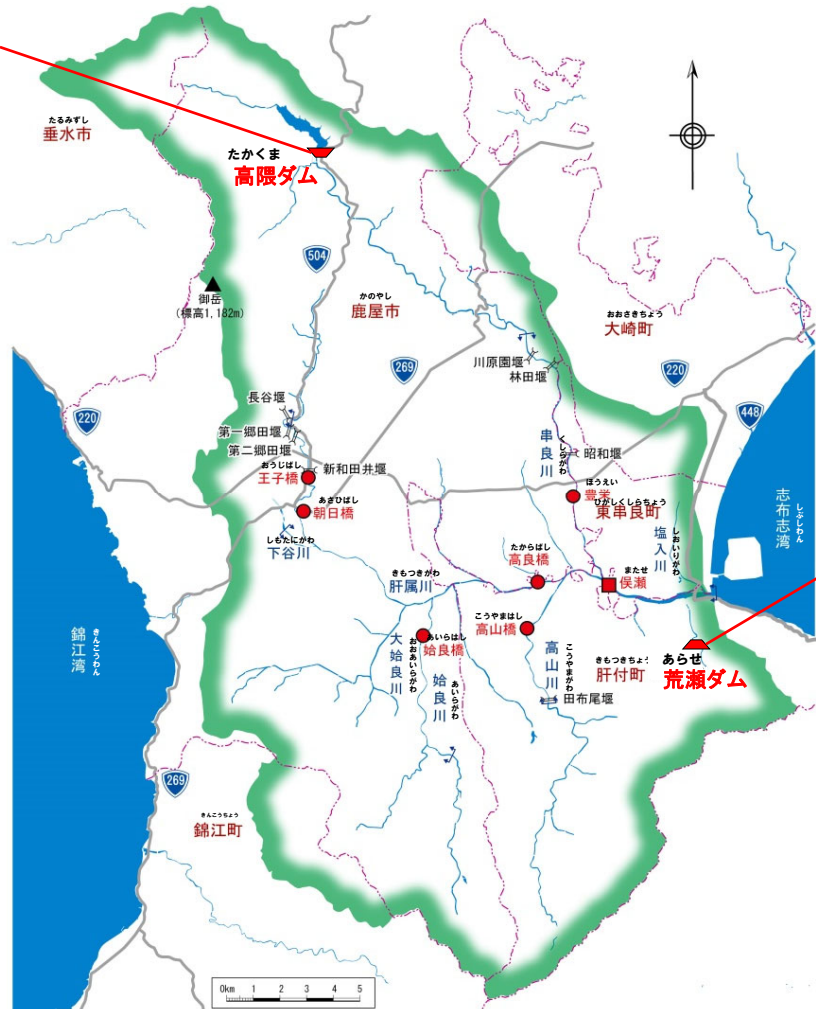 たるみずし
垂水市
たかくま
高隈ダム
504
御岳
(標高1,182m)
かのやし
鹿屋市
おおさきちょう
大崎町
川原園堰
林田堰
269
220
220
448
長谷堰
第一郷田堰
第二郷田堰
新和田井堰
おうじばし
王子橋
あさひばし
朝日橋
しもたにがわ
下谷川
串良川
くしらがわ
昭和堰
ほうえい
豊栄
ひがしくしらちょう
東串良町
塩入川
しおいりがわ
志布志湾
しぶしわん
たからばし
高良橋
きもつきがわ
肝属川
またせ
俣瀬
こうやまはし
高山橋
あいらはし
姶良橋
大姶良川
おおあいらがわ
姶良川
あいらがわ
高山川
こうやまがわ
きもつきちょう
肝付町
あらせ
荒瀬ダム
田布尾堰
錦江湾
きんこうわん
269
きんこうちょう
錦江町
0km 1 2 3 4 5